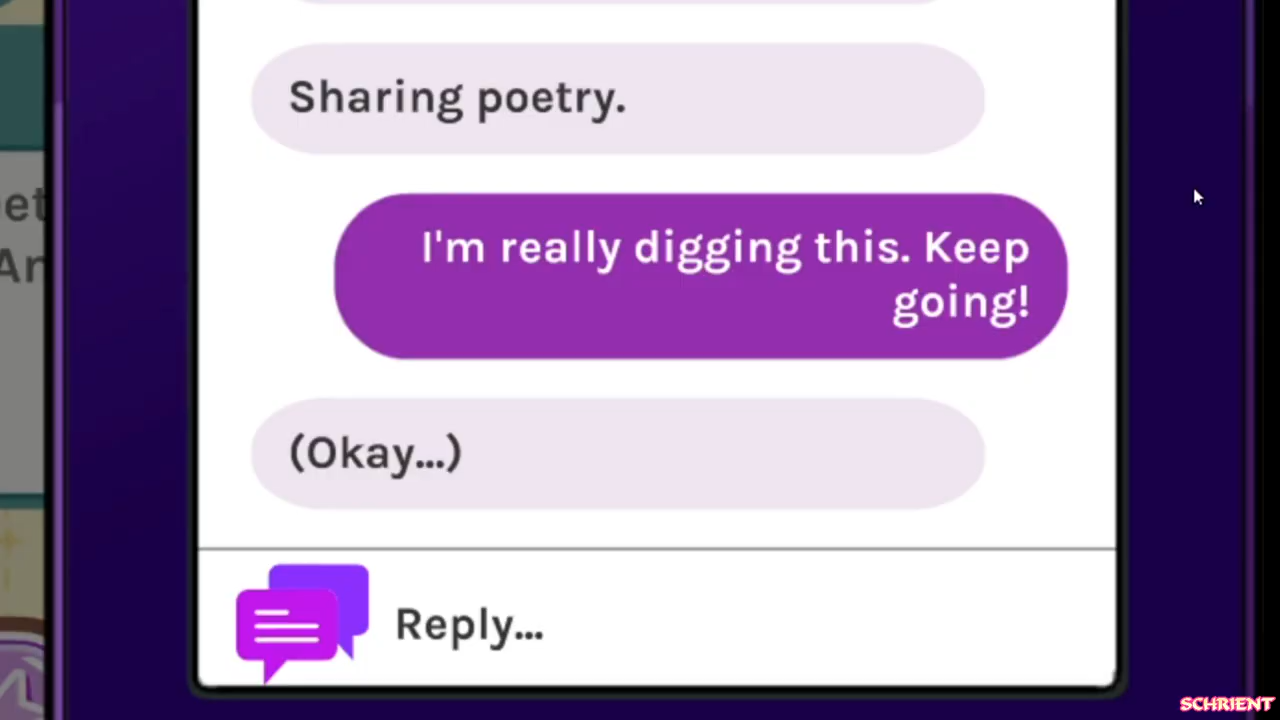 Sharing poetry.
I'm really digging this. Keep
going!
(Okay...)
Reply...
SCHRIENT